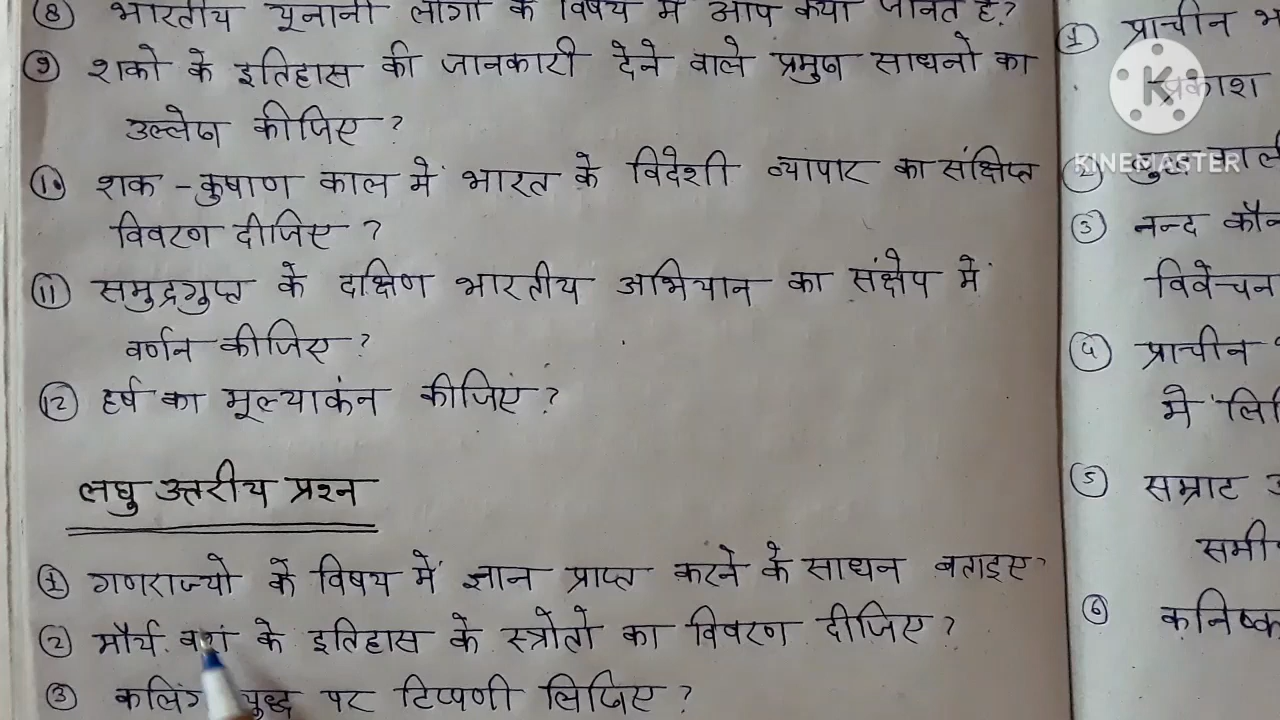 ⑧ भारतीय यूनानी लोगों के विषय में आप क्या जानते है?
⑨ शको के इतिहास की जानकारी देने वाले प्रमुख साधनो का
उल्लेख कीजिए ?
⑩ शक - कुषाण काल में भारत के विदेशी व्यापार का संक्षिप्त
विवरण दीजिए ?
⑪ समुद्रगुप्त के दक्षिण भारतीय अभियान का संक्षेप में
वर्णन कीजिए ?
⑫ हर्ष का मूल्याकंन कीजिएं ?
लघु उत्तरीय प्रश्न
① गणराज्यो के विषय में ज्ञान प्राप्त करने के साधन बताइए
② मौर्य वशं के इतिहास के स्त्रोतो का विवरण दीजिए ?
③ कलिंग युद्ध पर टिप्पणी लिखिए ?
① प्राचीन
प्रकाश
②
③ नन्द
विवेचन
④ प्राचीन
में
⑤ सम्राट
⑥ कनिष्क
K
KINEMASTER